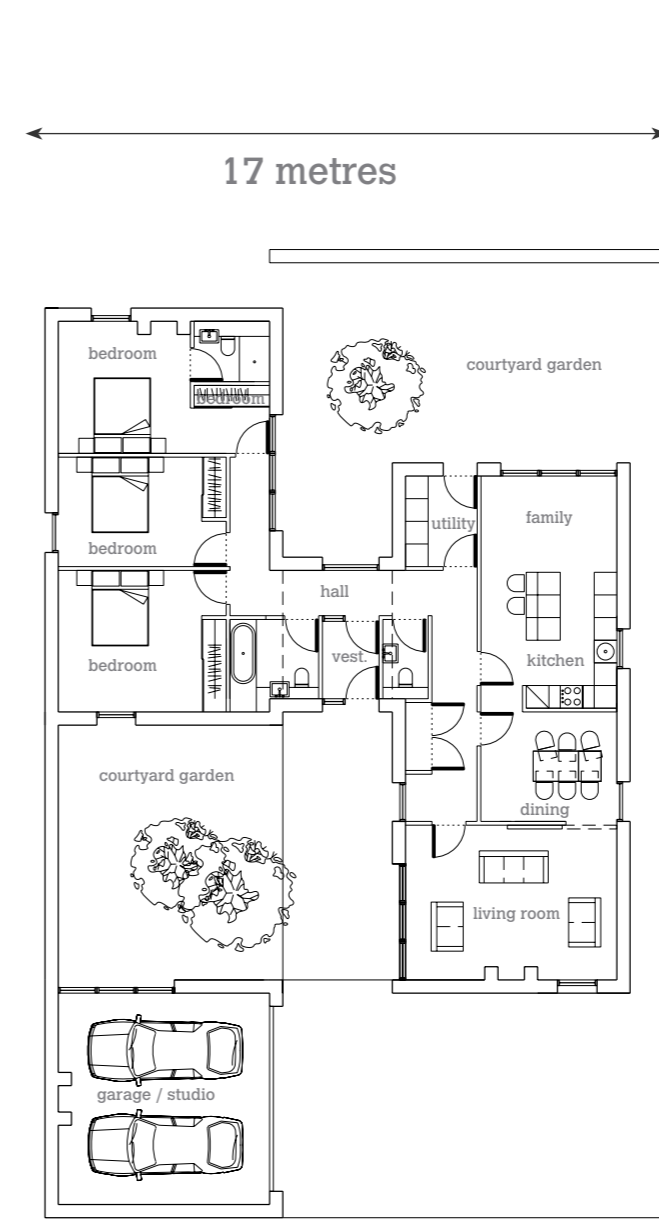 17 metres
bedroom
courtyard garden
bedroom
utility
family
bedroom
hall
vest.
kitchen
bedroom
courtyard garden
dining
living room
garage / studio